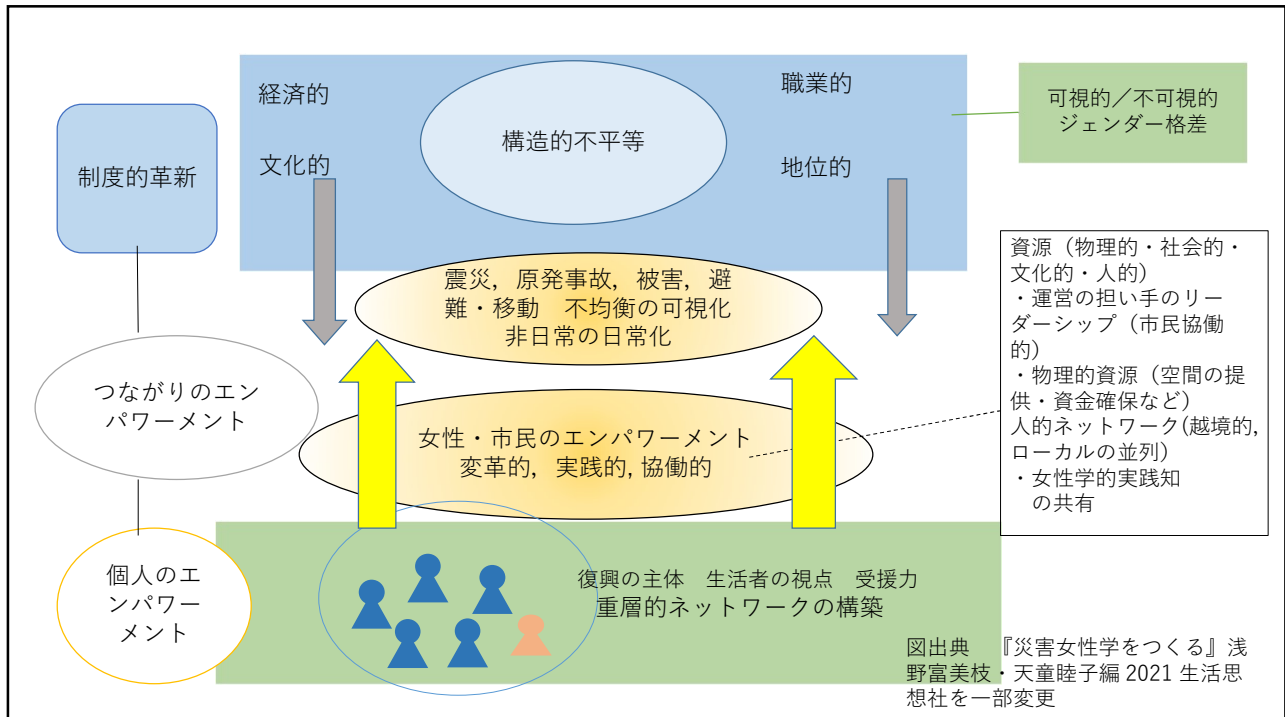 経済的
職業的
構造的不平等
文化的
地位的
可視的／不可視的
ジェンダー格差
制度的革新
震災，原発事故，被害，避
難・移動　不均衡の可視化
非日常の日常化
つながりのエン
パワーメント
女性・市民のエンパワーメント
変革的，実践的, 協働的
資源（物理的・社会的・
文化的・人的）
・運営の担い手のリー
ダーシップ（市民協働
的）
・物理的資源（空間の提
供・資金確保など）
人的ネットワーク(越境的,
ローカルの並列）
・女性学的実践知
　の共有
個人のエ
ンパワー
メント
復興の主体　生活者の視点　受援力
重層的ネットワークの構築
図出典　『災害女性学をつくる』浅
野富美枝・天童睦子編 2021 生活思
想社を一部変更